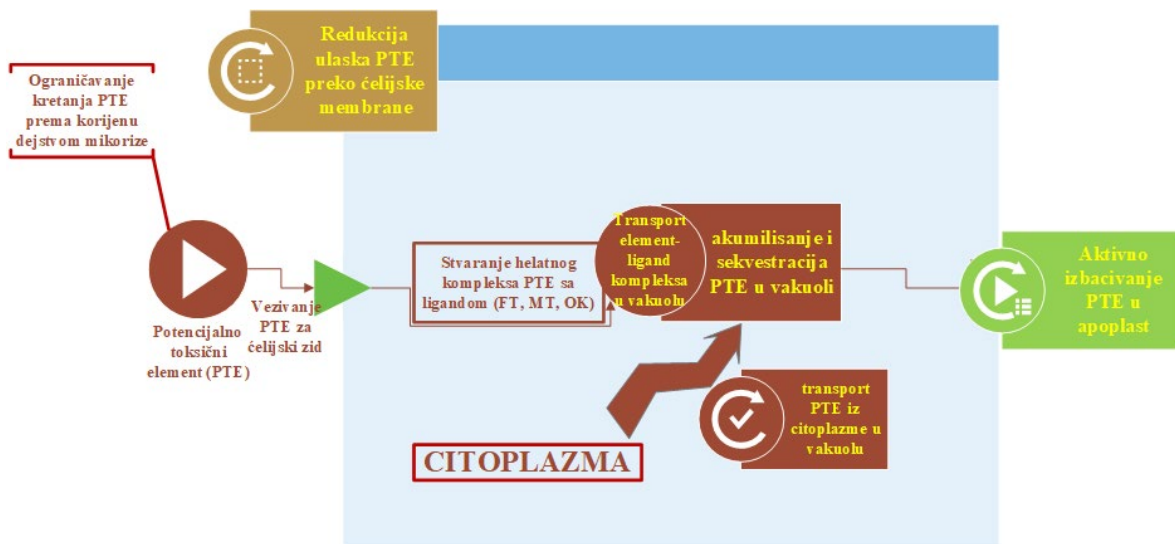 Redukcija
ulaska PTE
preko ćelijske
membrane
Ograničavanje
kretanja PTE
prema korijenu
dejstvom mikorize
Potencijalno
toksični
element (PTE)
Vezivanje
PTE za
ćelijski zid
Stvaranje helatnog
kompleksa PTE sa
ligandom (FT, MT, OK)
Transport
element-
ligand
kompleksa
u vakuolu
akumilisanje i
sekvestracija
PTE u vakuoli
Aktivno
izbacivanje
PTE u
apoplast
transport
PTE iz
citoplazme u
vakuolu
CITOPLAZMA